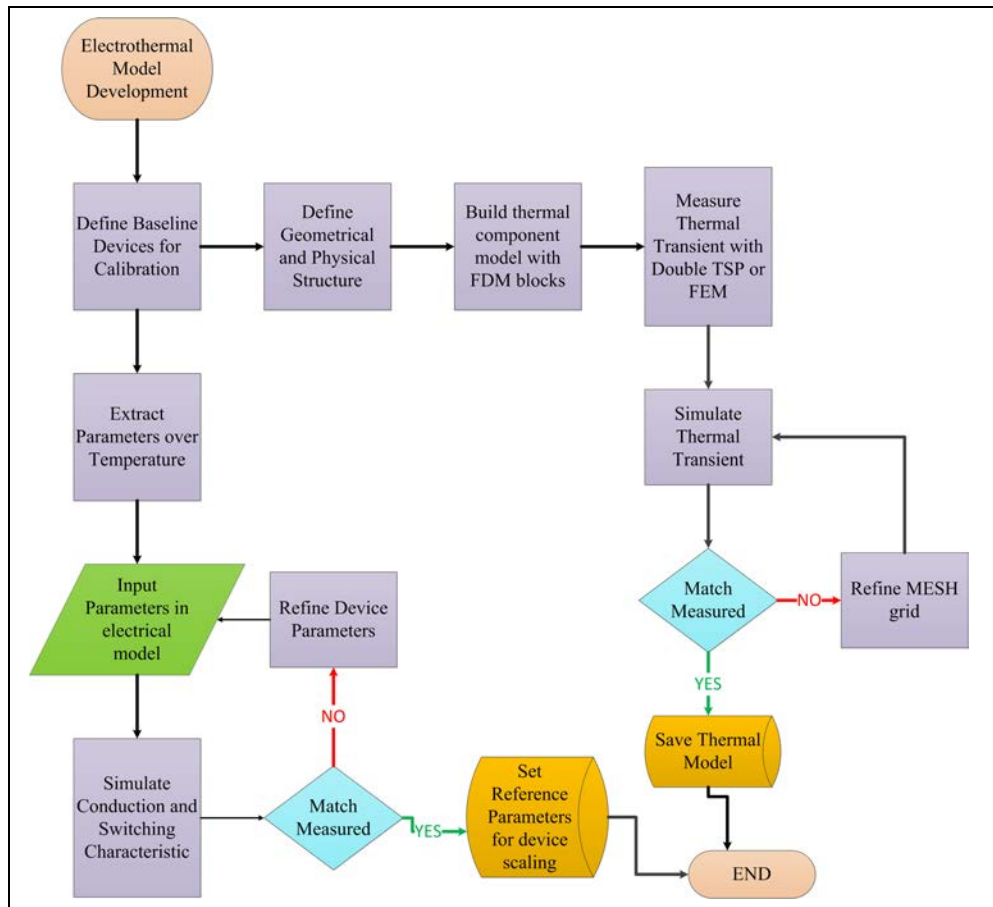 Electrothermal
Model
Development
Define Baseline
Devices for
Calibration
Define
Geometrical
and Physical
Structure
Build thermal
component
model with
FDM blocks
Measure
Thermal
Transient with
Double TSP or
FEM
Extract
Parameters over
Temperature
Simulate
Thermal
Transient
Input
Parameters in
electrical
model
Refine Device
Parameters
Match
Measured
NO
Refine MESH
grid
YES
NO
Save Thermal
Model
Simulate
Conduction and
Switching
Characteristic
Match
Measured
YES
Set
Reference
Parameters
for device
scaling
END